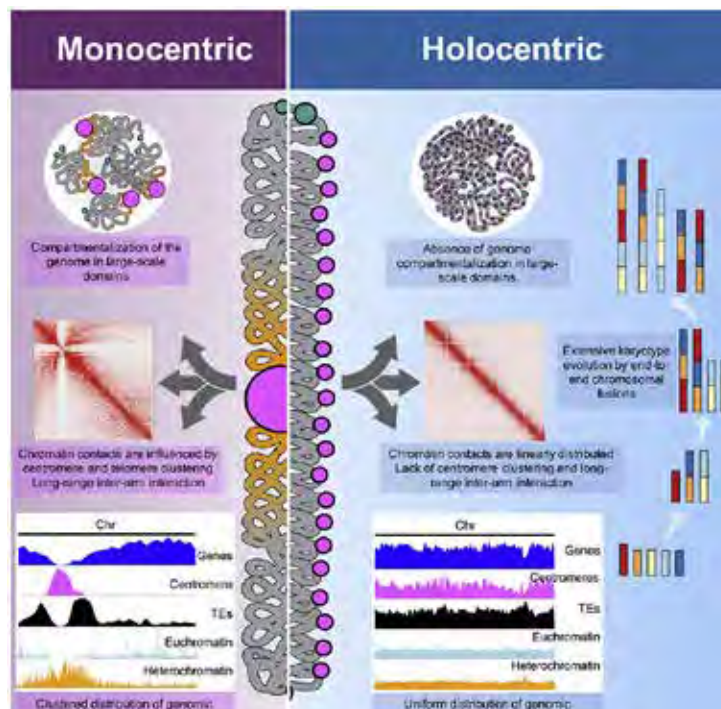 Monocentric
Holocentric
Compartmentalization of the
genome in large-scale
domains
Absence of genome
compartmentalization in large-
scale domains
Extensive karyotype
evolution by end-to-
end chromosomal
fusions
Chromatin contacts are influenced by
centromere and telomere clustering
Long-range inter-arm interaction
Chromatin contacts are linearly distributed
Lack of centromere clustering and long-
range inter-arm interaction
Chr
Genes
Centromere
TEs
Euchromatin
Heterochromatin
Clustered distribution of genomic
Chr
Genes
Centromeres
TEs
Euchromatin
Heterochromatin
Uniform distribution of genomic